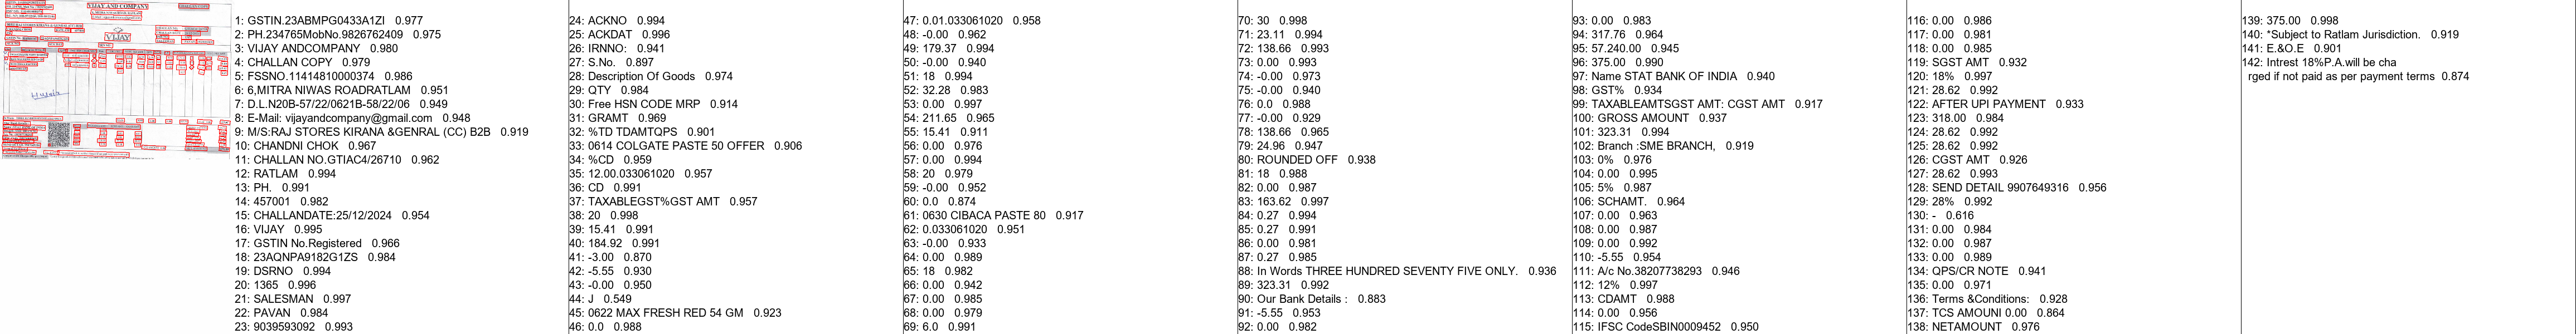 VIJAY AND COMPANY
VIJAY
1: GSTIN.23ABMPG0433A1ZI 0.977
2: PH.234765MobNo.9826762409 0.975
3: VIJAY ANDCOMPANY 0.980
4: CHALLAN COPY 0.979
5: FSSNO.11414810000374 0.986
6: 6,MITRA NIWAS ROADRATLAM 0.951
7: D.L.N20B-57/22/0621B-58/22/06 0.949
8: E-Mail: vijayandcompany@gmail.com 0.948
9: M/S:RAJ STORES KIRANA &GENRAL (CC) B2B 0.919
10: CHANDNI CHOK 0.967
11: CHALLAN NO.GTIAC4/26710 0.962
12: RATLAM 0.994
13: PH. 0.991
14: 457001 0.982
15: CHALLANDATE:25/12/2024 0.954
16: VIJAY 0.995
17: GSTIN No.Registered 0.966
18: 23AQNPA9182G1ZS 0.984
19: DSRNO 0.994
20: 1365 0.996
21: SALESMAN 0.997
22: PAVAN 0.984
23: 9039593092 0.993
24: ACKNO 0.994
25: ACKDAT 0.996
26: IRNNO: 0.941
27: S.No. 0.897
28: Description Of Goods 0.974
29: QTY 0.984
30: Free HSN CODE MRP 0.914
31: GRAMT 0.969
32: %TD TDAMTQPS 0.901
33: 0614 COLGATE PASTE 50 OFFER 0.906
34: %CD 0.959
35: 12.00.033061020 0.957
36: CD 0.991
37: TAXABLEGST%GST AMT 0.957
38: 20 0.998
39: 15.41 0.991
40: 184.92 0.991
41: -3.00 0.870
42: -5.55 0.930
43: -0.00 0.950
44: J 0.549
45: 0622 MAX FRESH RED 54 GM 0.923
46: 0.0 0.988
47: 0.01.033061020 0.958
48: -0.00 0.962
49: 179.37 0.994
50: -0.00 0.940
51: 18 0.994
52: 32.28 0.983
53: 0.00 0.997
54: 211.65 0.965
55: 15.41 0.911
56: 0.00 0.976
57: 0.00 0.994
58: 20 0.979
59: -0.00 0.952
60: 0.0 0.874
61: 0630 CIBACA PASTE 80 0.917
62: 0.033061020 0.951
63: -0.00 0.933
64: 0.00 0.989
65: 18 0.982
66: 0.00 0.942
67: 0.00 0.985
68: 0.00 0.979
69: 6.0 0.991
70: 30 0.998
71: 23.11 0.994
72: 138.66 0.993
73: 0.00 0.993
74: -0.00 0.973
75: -0.00 0.940
76: 0.0 0.988
77: -0.00 0.929
78: 138.66 0.965
79: 24.96 0.947
80: ROUNDED OFF 0.938
81: 18 0.988
82: 0.00 0.987
83: 163.62 0.997
84: 0.27 0.994
85: 0.27 0.991
86: 0.00 0.981
87: 0.27 0.985
88: In Words THREE HUNDRED SEVENTY FIVE ONLY. 0.936
89: 323.31 0.992
90: Our Bank Details : 0.883
91: -5.55 0.953
92: 0.00 0.982
93: 0.00 0.983
94: 317.76 0.964
95: 57.240.00 0.945
96: 375.00 0.990
97: Name STAT BANK OF INDIA 0.940
98: GST% 0.934
99: TAXABLEAMTSGST AMT: CGST AMT 0.917
100: GROSS AMOUNT 0.937
101: 323.31 0.994
102: Branch :SME BRANCH, 0.919
103: 0% 0.976
104: 0.00 0.995
105: 5% 0.987
106: SCHAMT. 0.964
107: 0.00 0.963
108: 0.00 0.987
109: 0.00 0.992
110: -5.55 0.954
111: A/c No.38207738293 0.946
112: 12% 0.997
113: CDAMT 0.988
114: 0.00 0.956
115: IFSC CodeSBIN0009452 0.950
116: 0.00 0.986
117: 0.00 0.981
118: 0.00 0.985
119: SGST AMT 0.932
120: 18% 0.997
121: 28.62 0.992
122: AFTER UPI PAYMENT 0.933
123: 318.00 0.984
124: 28.62 0.992
125: 28.62 0.992
126: CGST AMT 0.926
127: 28.62 0.993
128: SEND DETAIL 9907649316 0.956
129: 28% 0.992
130: - 0.616
131: 0.00 0.984
132: 0.00 0.987
133: 0.00 0.989
134: QPS/CR NOTE 0.941
135: 0.00 0.971
136: Terms &Conditions: 0.928
137: TCS AMOUNI 0.00 0.864
138: NETAMOUNT 0.976
139: 375.00 0.998
140: *Subject to Ratlam Jurisdiction. 0.919
141: E.&O.E 0.901
142: Intrest 18%P.A.will be cha
rged if not paid as per payment terms 0.874